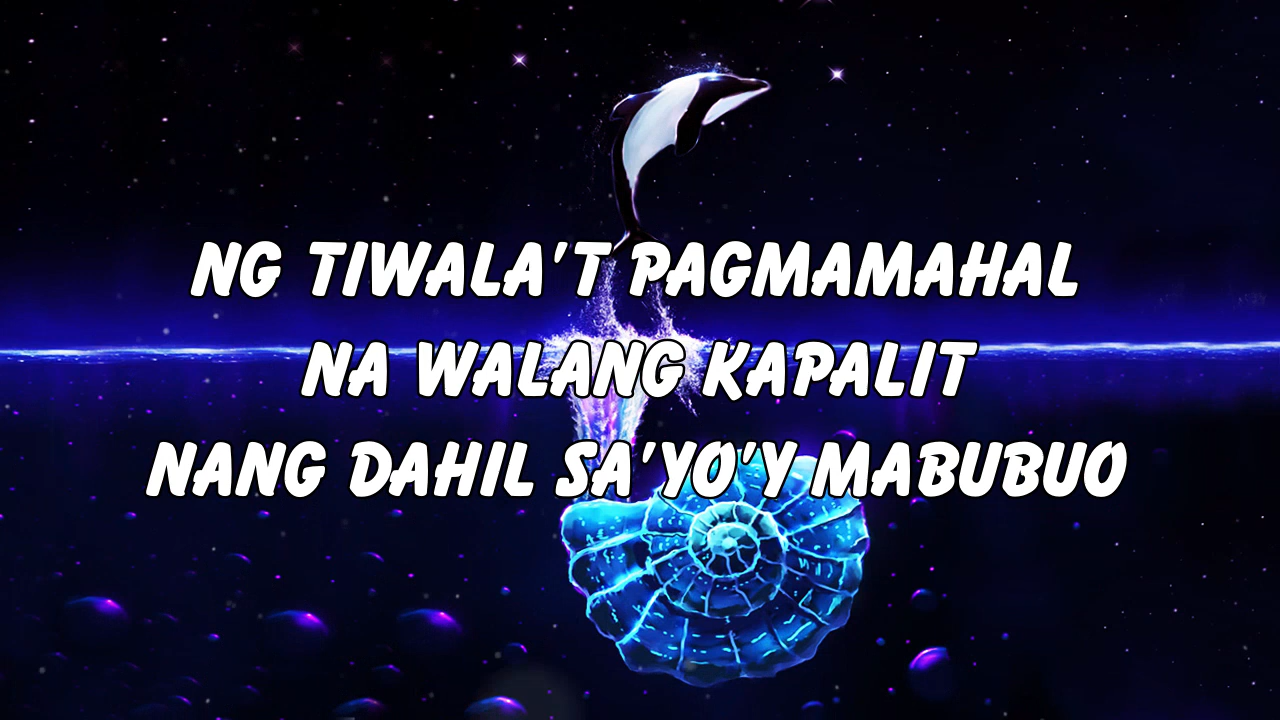 NG TIWALA'T PAGMAMAHAL
NA WALANG KAPALIT
NANG DAHIL SA'YO'Y MABUBUO